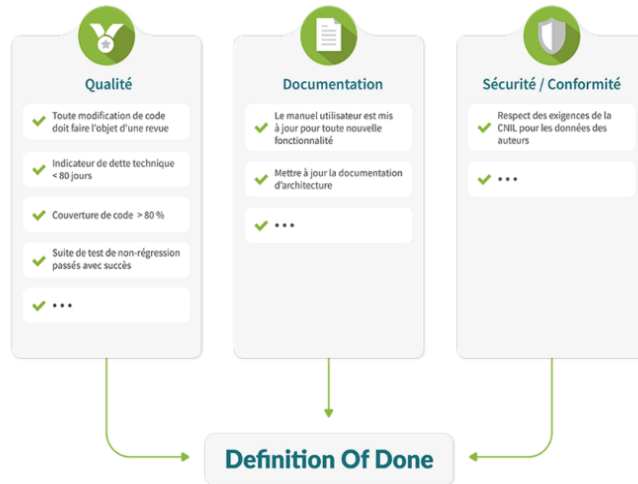 Qualité
Toute modification de code
doit faire l'objet d'une revue
Indicateur de dette technique
< 80 jours
Couverture de code > 80 %
Suite de test de non-régression
passés avec succès
•••
Documentation
Le manuel utilisateur est mis
à jour pour toute nouvelle
fonctionnalité
Mettre à jour la documentation
d'architecture
•••
Sécurité / Conformité
Respect des exigences de la
CNIL pour les données des
auteurs
•••
Definition Of Done